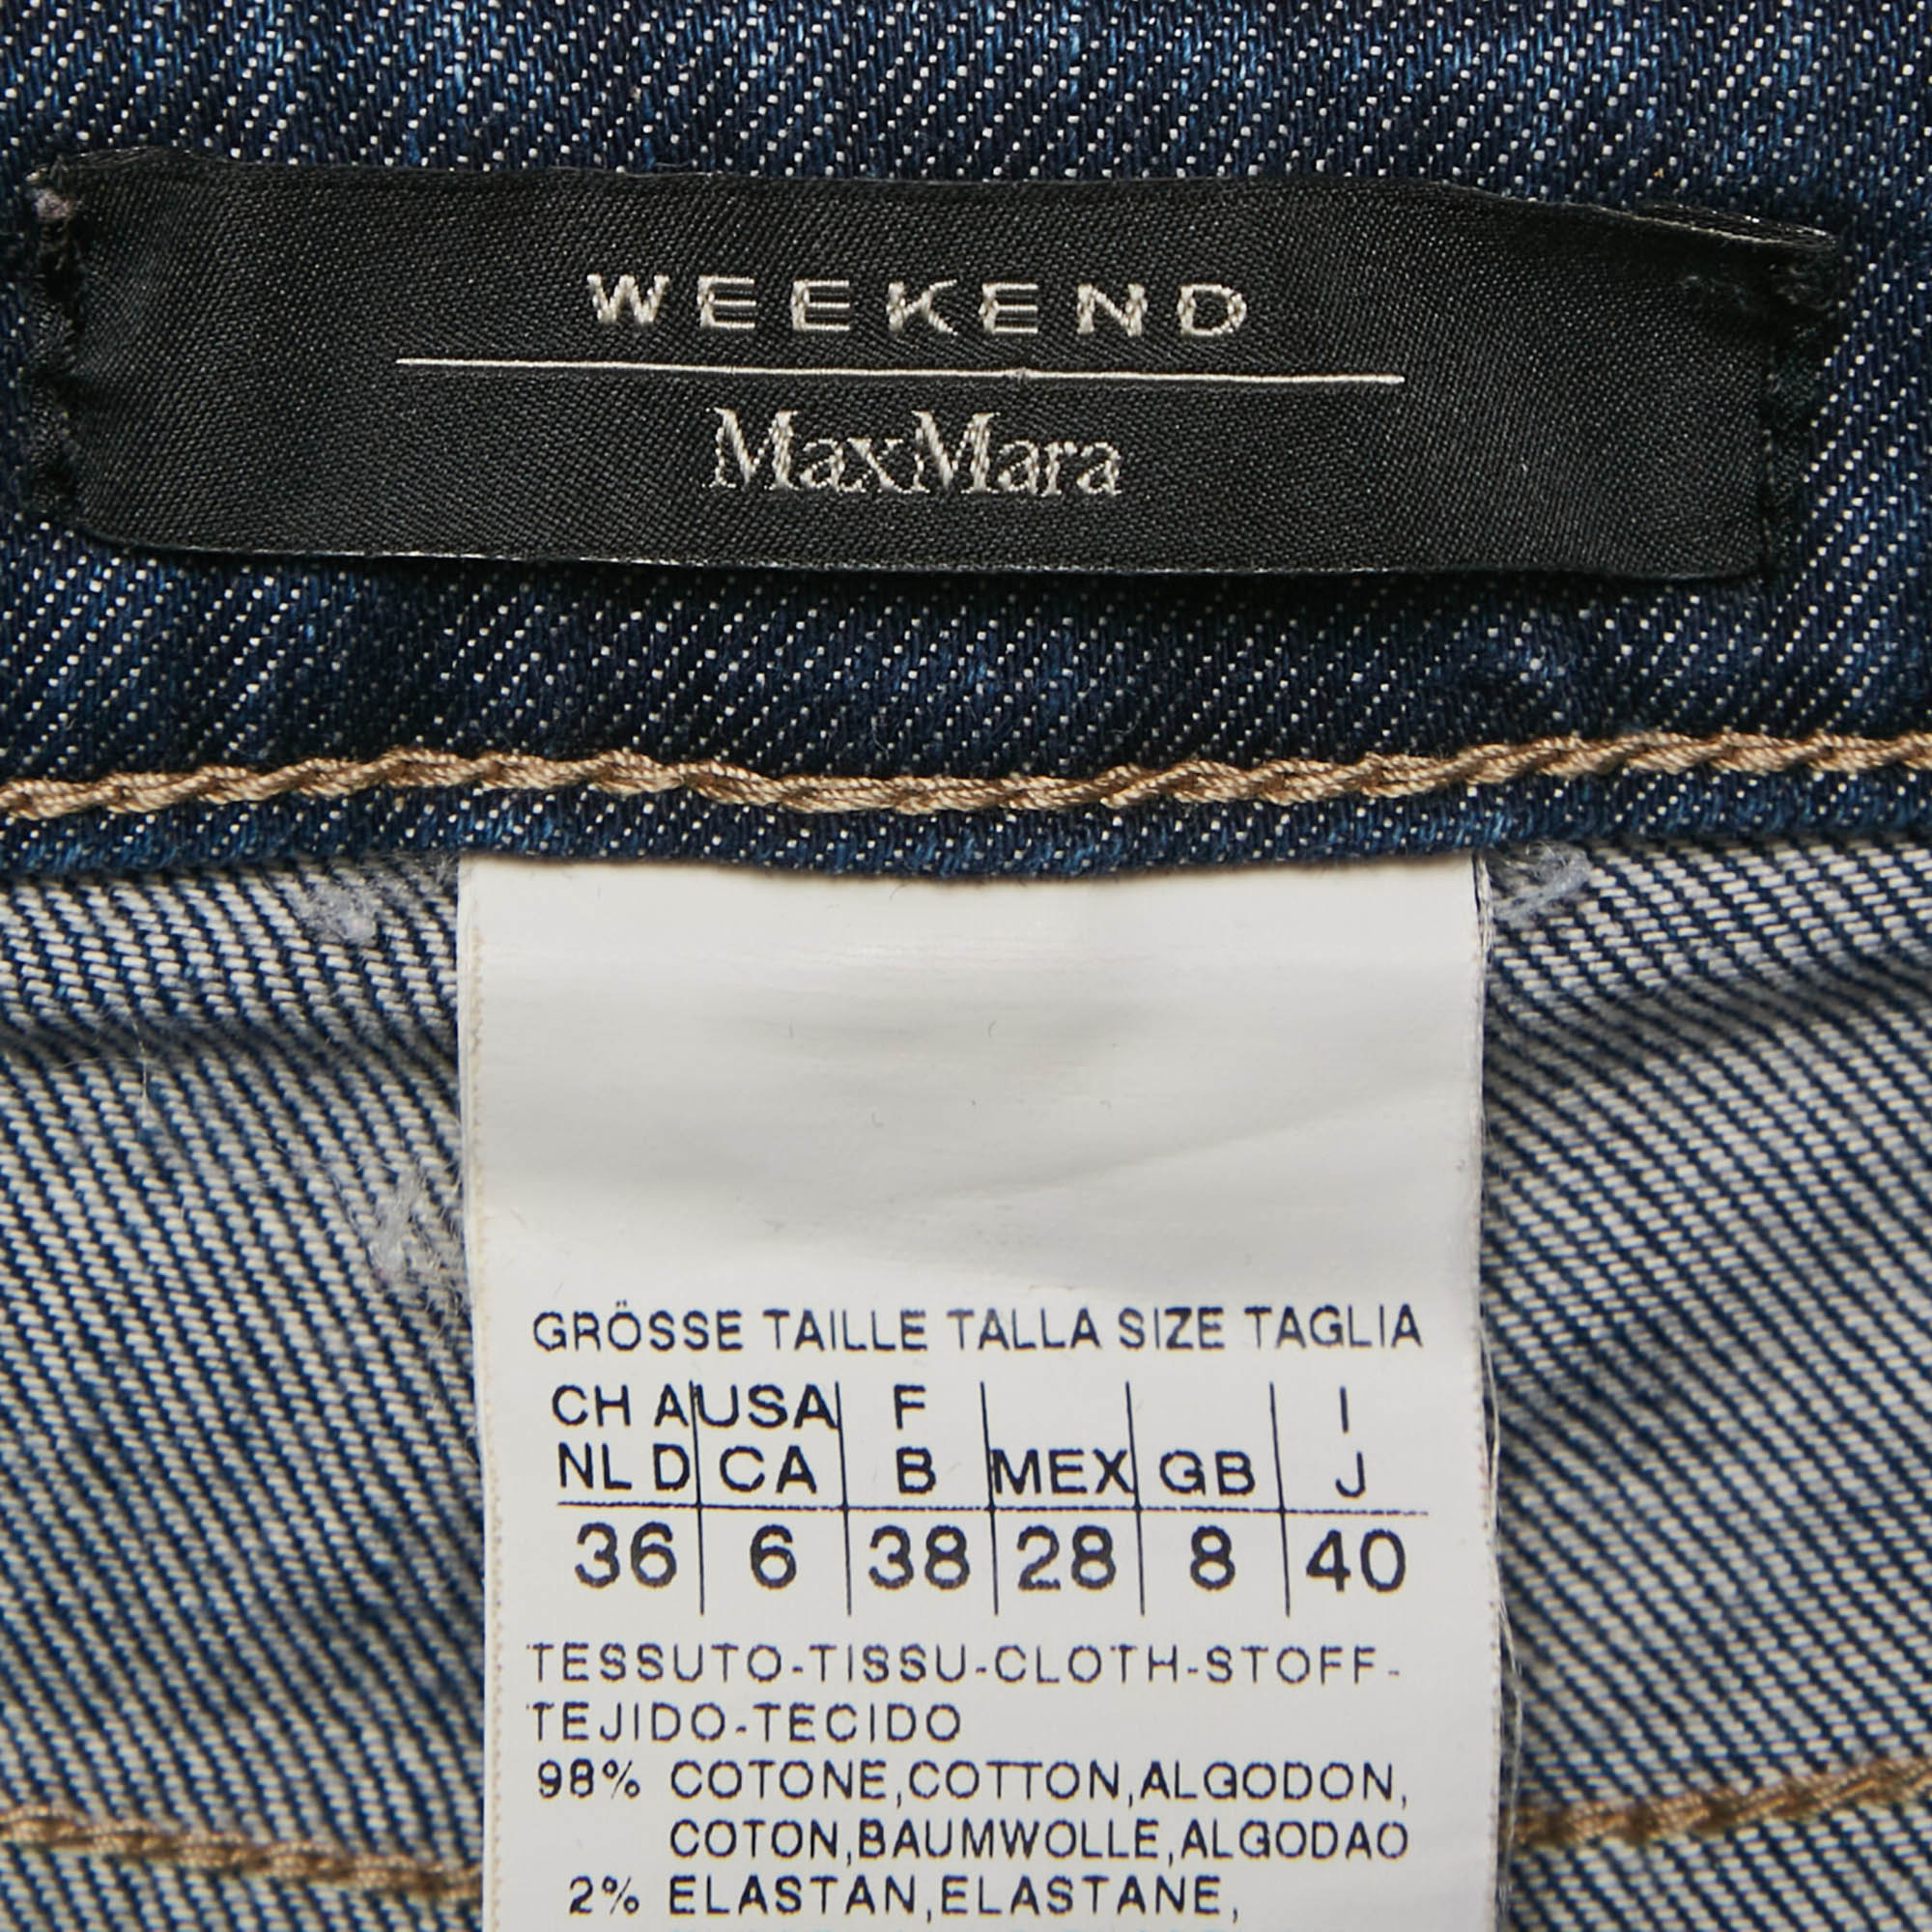 WEEKEND
MaxMara
GRÖSSE TAILLE TALLA SIZE TAGLIA
CH A USA F I
NL D CA B MEX GB J
36 6 38 28 8 40
TESSUTO-TISSU-CLOTH-STOFF-
TEJIDO-TECIDO
98% COTONE,COTTON,ALGODON,
COTON,BAUMWOLLE,ALGODAO
2% ELASTAN,ELASTANE,